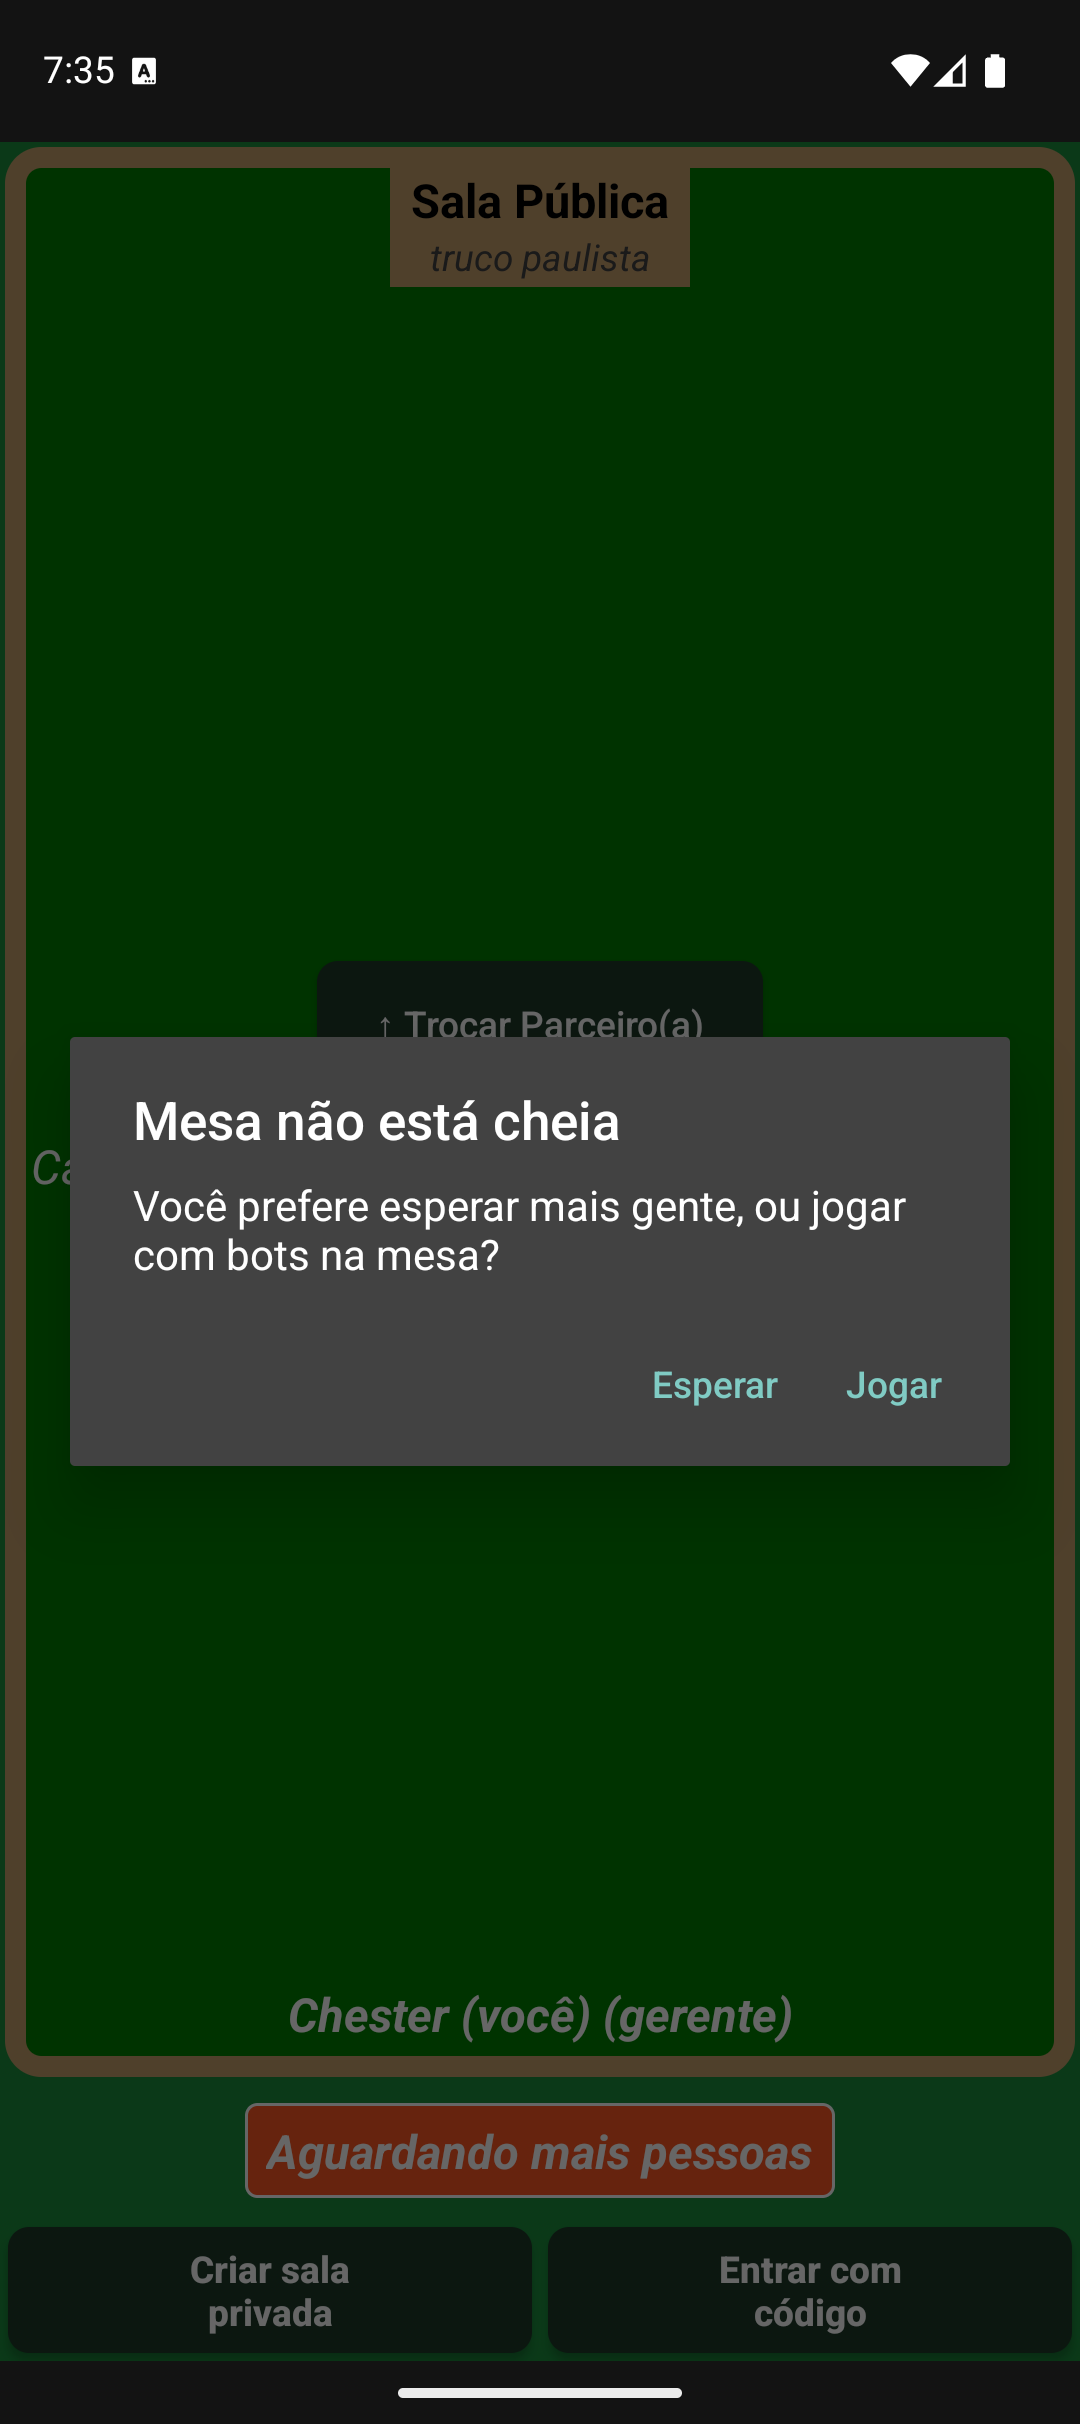 7:35
Sala Pública
truco paulista
↑ Trocar Parceiro(a)
Mesa não está cheia
Você prefere esperar mais gente, ou jogar
com bots na mesa?
Esperar
Jogar
Chester (você) (gerente)
Aguardando mais pessoas
Criar sala
privada
Entrar com
código